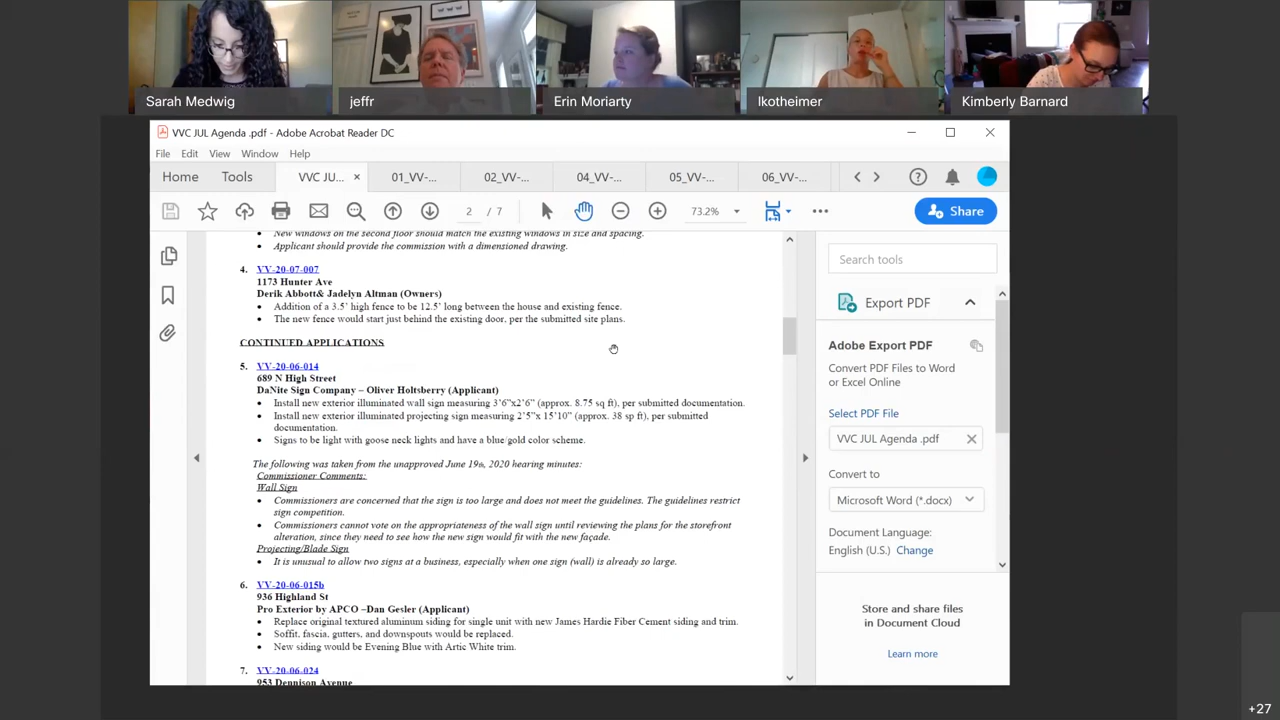 Sarah Medwig
jeffr
Erin Moriarty
lkotheimer
Kimberly Barnard
VVC JUL Agenda .pdf - Adobe Acrobat Reader DC
File Edit View Window Help
Home Tools VVC JU... × 01_VV-... 02_VV-... 04_VV-... 05_VV-... 06_VV-...
2 / 7 73.2% Share
New windows on the second floor should match the existing windows in size and spacing.
• Applicant should provide the commission with a dimensioned drawing.
4. VV-20-07-007
1173 Hunter Ave
Derik Abbott& Jadelyn Altman (Owners)
• Addition of a 3.5' high fence to be 12.5' long between the house and existing fence.
• The new fence would start just behind the existing door, per the submitted site plans.
CONTINUED APPLICATIONS
5. VV-20-06-014
689 N High Street
DaNite Sign Company – Oliver Holtsberry (Applicant)
• Install new exterior illuminated wall sign measuring 3'6"x2'6" (approx. 8.75 sq ft), per submitted documentation.
• Install new exterior illuminated projecting sign measuring 2'5"x 15'10" (approx. 38 sp ft), per submitted
documentation.
• Signs to be light with goose neck lights and have a blue/gold color scheme.
The following was taken from the unapproved June 19th, 2020 hearing minutes:
Commissioner Comments:
Wall Sign
• Commissioners are concerned that the sign is too large and does not meet the guidelines. The guidelines restrict
sign competition.
• Commissioners cannot vote on the appropriateness of the wall sign until reviewing the plans for the storefront
alteration, since they need to see how the new sign would fit with the new façade.
Projecting/Blade Sign
• It is unusual to allow two signs at a business, especially when one sign (wall) is already so large.
6. VV-20-06-015b
936 Highland St
Pro Exterior by APCO –Dan Gesler (Applicant)
• Replace original textured aluminum siding for single unit with new James Hardie Fiber Cement siding and trim.
• Soffit, fascia, gutters, and downspouts would be replaced.
• New siding would be Evening Blue with Artic White trim.
7. VV-20-06-024
953 Dennison Avenue
Search tools
Export PDF
Adobe Export PDF
Convert PDF Files to Word
or Excel Online
Select PDF File
VVC JUL Agenda .pdf ×
Convert to
Microsoft Word (*.docx)
Document Language:
English (U.S.) Change
Store and share files
in Document Cloud
Learn more
+27